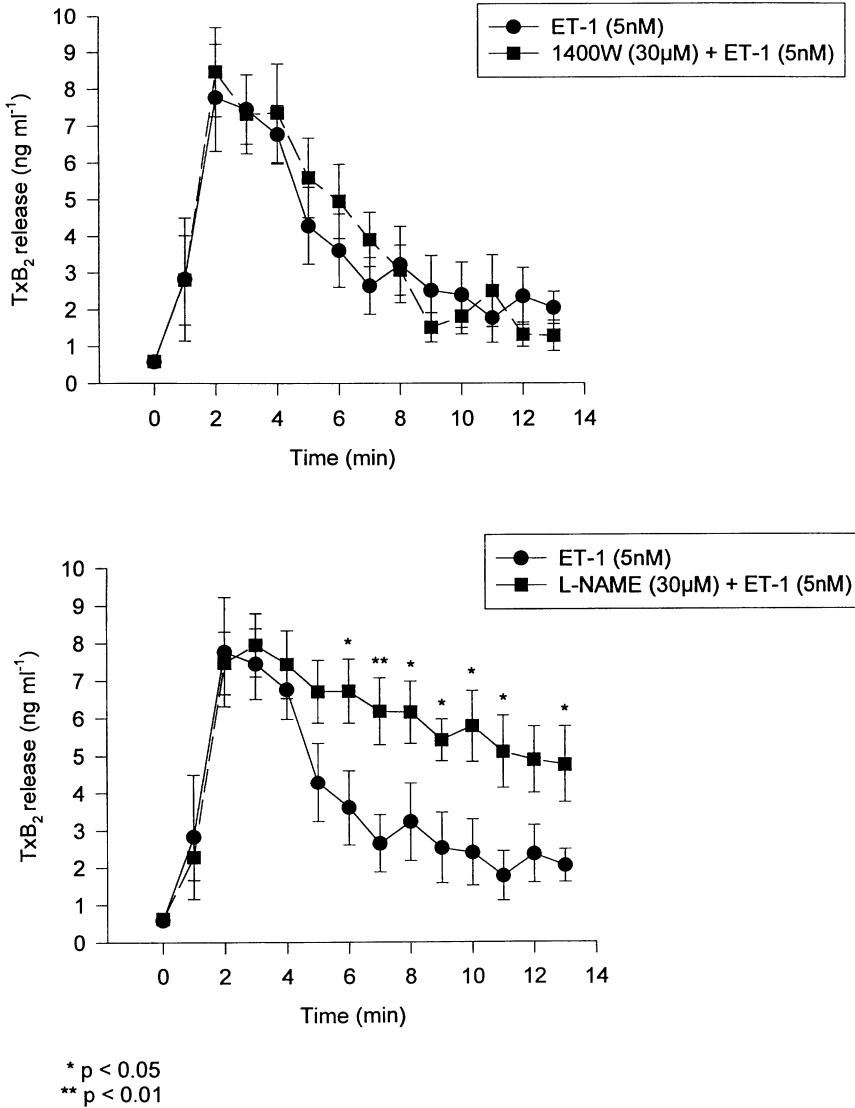 ET-1 (5nM)
1400W (30µM) + ET-1 (5nM)
TxB₂ release (ng ml⁻¹)
10
9
8
7
6
5
4
3
2
1
0
0 2 4 6 8 10 12 14
Time (min)
ET-1 (5nM)
L-NAME (30µM) + ET-1 (5nM)
TxB₂ release (ng ml⁻¹)
10
9
8
7
6
5
4
3
2
1
0
* ** * * * * *
0 2 4 6 8 10 12 14
Time (min)
* p < 0.05
** p < 0.01